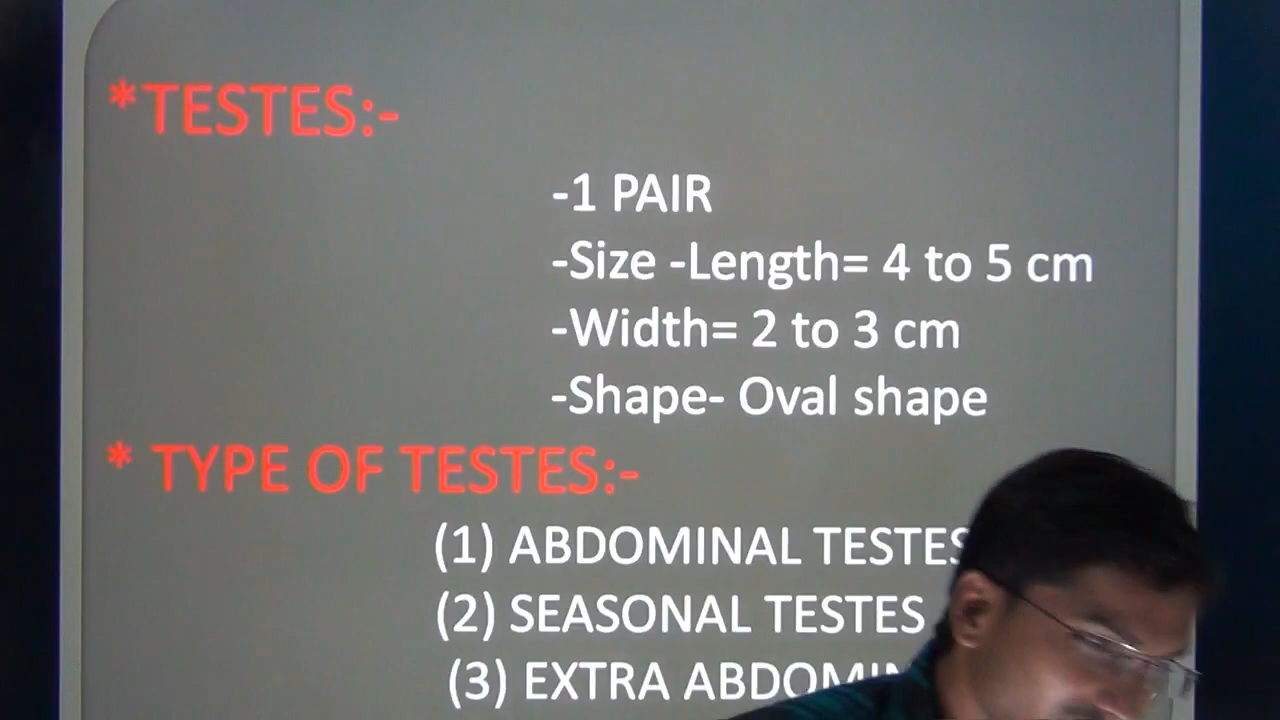 *TESTES:-
-1 PAIR
-Size -Length= 4 to 5 cm
-Width= 2 to 3 cm
-Shape- Oval shape
* TYPE OF TESTES:-
(1) ABDOMINAL TESTES
(2) SEASONAL TESTES
(3) EXTRA